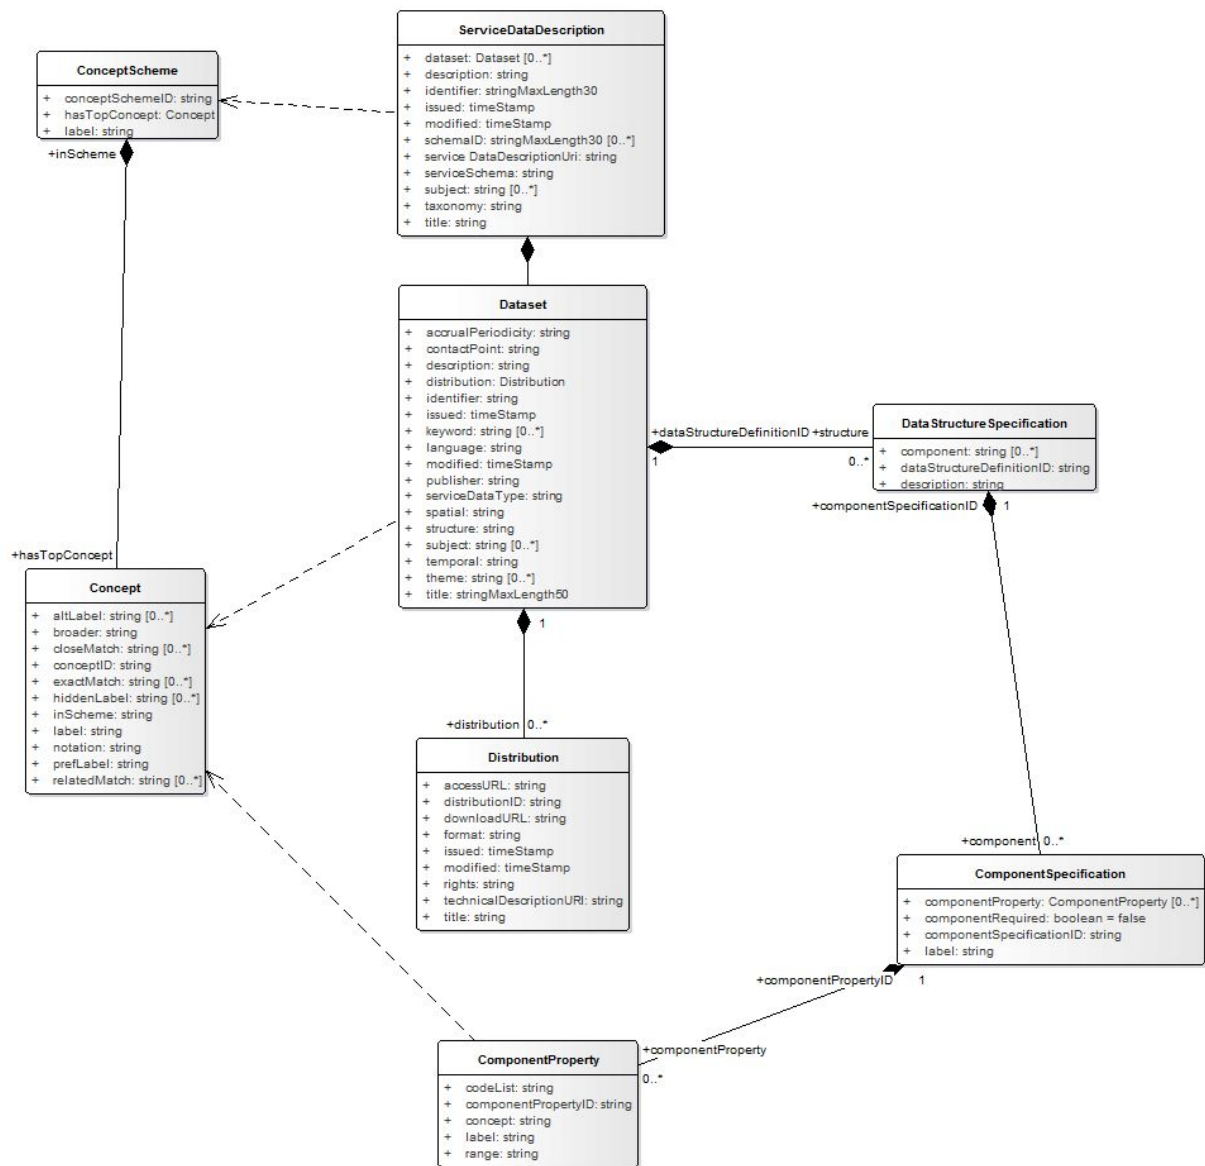 ServiceDataDescription
+ dataset: Dataset [0..*]
+ description: string
+ identifier: stringMaxLength30
+ issued: timeStamp
+ modified: timeStamp
+ schemaID: stringMaxLength30 [0..*]
+ service DataDescriptionUri: string
+ serviceSchema: string
+ subject: string [0..*]
+ taxonomy: string
+ title: string
ConceptScheme
+ conceptSchemeID: string
+ hasTopConcept: Concept
+ label: string
+inScheme
Dataset
+ accrualPeriodicity: string
+ contactPoint: string
+ description: string
+ distribution: Distribution
+ identifier: string
+ issued: timeStamp
+ keyword: string [0..*]
+ language: string
+ modified: timeStamp
+ publisher: string
+ serviceDataType: string
+ spatial: string
+ structure: string
+ subject: string [0..*]
+ temporal: string
+ theme: string [0..*]
+ title: stringMaxLength50
+dataStructureDefinitionID +structure
1 0..*
DataStructureSpecification
+ component: string [0..*]
+ dataStructureDefinitionID: string
+ description: string
+componentSpecificationID 1
+hasTopConcept
Concept
+ altLabel: string [0..*]
+ broader: string
+ closeMatch: string [0..*]
+ conceptID: string
+ exactMatch: string [0..*]
+ hiddenLabel: string [0..*]
+ inScheme: string
+ label: string
+ notation: string
+ prefLabel: string
+ relatedMatch: string [0..*]
1
+distribution 0..*
Distribution
+ accessURL: string
+ distributionID: string
+ downloadURL: string
+ format: string
+ issued: timeStamp
+ modified: timeStamp
+ rights: string
+ technicalDescriptionURI: string
+ title: string
+component 0..*
ComponentSpecification
+ componentProperty: ComponentProperty [0..*]
+ componentRequired: boolean = false
+ componentSpecificationID: string
+ label: string
+componentPropertyID 1
+componentProperty
0..*
ComponentProperty
+ codeList: string
+ componentPropertyID: string
+ concept: string
+ label: string
+ range: string